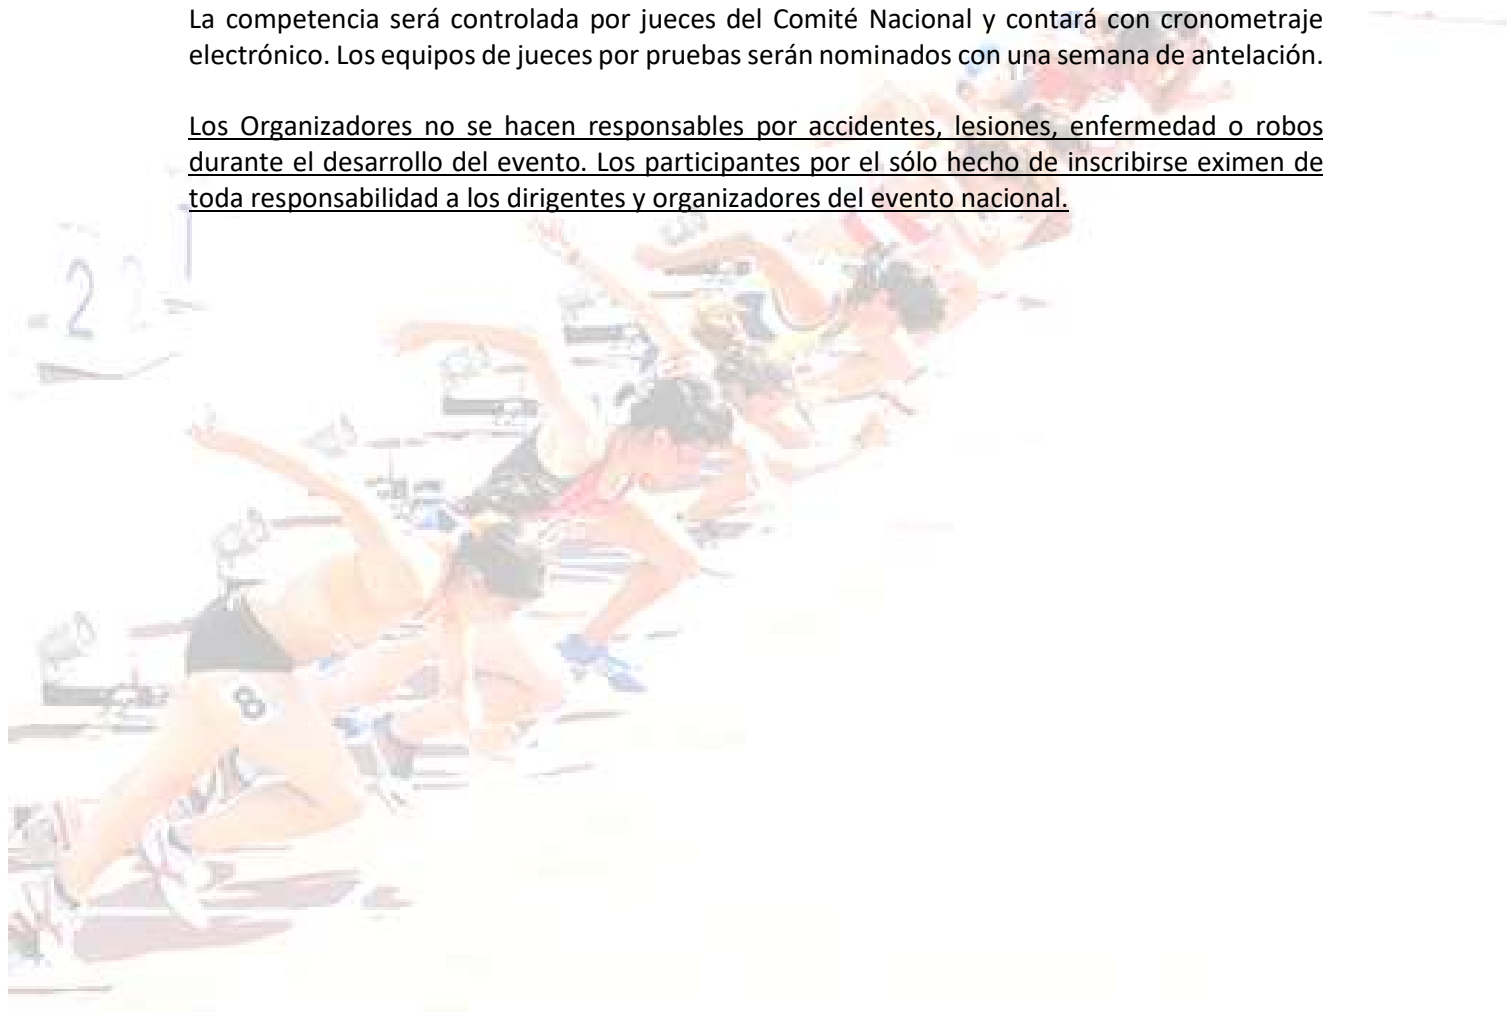 La competencia será controlada por jueces del Comité Nacional y contará con cronometraje
electrónico. Los equipos de jueces por pruebas serán nominados con una semana de antelación.
Los Organizadores no se hacen responsables por accidentes, lesiones, enfermedad o robos
durante el desarrollo del evento. Los participantes por el sólo hecho de inscribirse eximen de
toda responsabilidad a los dirigentes y organizadores del evento nacional.
2
8